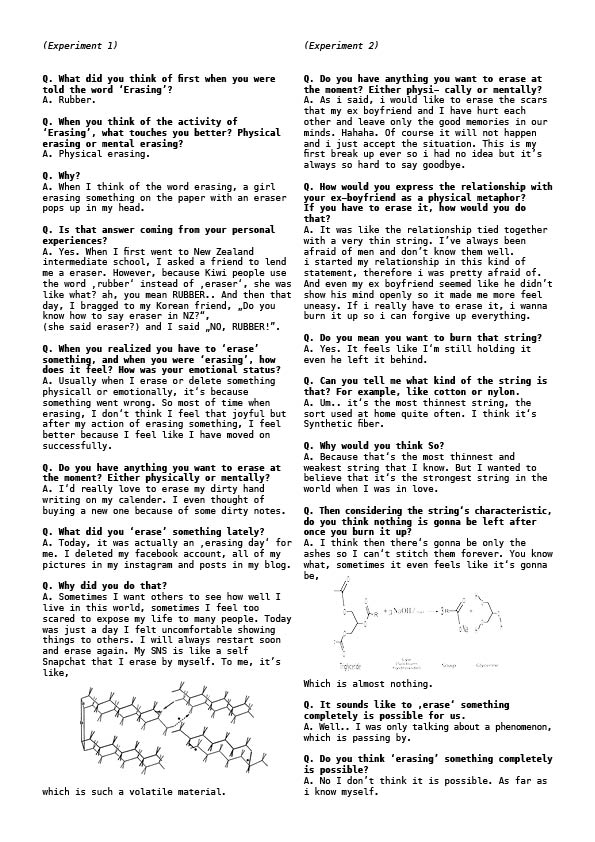 (Experiment 1)
Q. What did you think of first when you were
told the word ‘Erasing’?
A. Rubber.
Q. When you think of the activity of
‘Erasing’, what touches you better? Physical
erasing or mental erasing?
A. Physical erasing.
Q. Why?
A. When I think of the word erasing, a girl
erasing something on the paper with an eraser
pops up in my head.
Q. Is that answer coming from your personal
experiences?
A. Yes. When I first went to New Zealand
intermediate school, I asked a friend to lend
me a eraser. However, because Kiwi people use
the word ‚rubber‘ instead of ‚eraser‘, she was
like what? ah, you mean RUBBER.. And then that
day, I bragged to my Korean friend, „Do you
know how to say eraser in NZ?“,
(she said eraser?) and I said „NO, RUBBER!”.
Q. When you realized you have to ‘erase’
something, and when you were ‘erasing’, how
does it feel? How was your emotional status?
A. Usually when I erase or delete something
physicall or emotionally, it’s because
something went wrong. So most of time when
erasing, I don’t think I feel that joyful but
after my action of erasing something, I feel
better because I feel like I have moved on
successfully.
Q. Do you have anything you want to erase at
the moment? Either physically or mentally?
A. I‘d really love to erase my dirty hand
writing on my calender. I even thought of
buying a new one because of some dirty notes.
Q. What did you ‘erase’ something lately?
A. Today, it was actually an ‚erasing day‘ for
me. I deleted my facebook account, all of my
pictures in my instagram and posts in my blog.
Q. Why did you do that?
A. Sometimes I want others to see how well I
live in this world, sometimes I feel too
scared to expose my life to many people. Today
was just a day I felt uncomfortable showing
things to others. I will always restart soon
and erase again. My SNS is like a self
Snapchat that I erase by myself. To me, it’s
like,
which is such a volatile material.
(Experiment 2)
Q. Do you have anything you want to erase at
the moment? Either physi– cally or mentally?
A. As i said, i would like to erase the scars
that my ex boyfriend and I have hurt each
other and leave only the good memories in our
minds. Hahaha. Of course it will not happen
and i just accept the situation. This is my
first break up ever so i had no idea but it’s
always so hard to say goodbye.
Q. How would you express the relationship with
your ex–boyfriend as a physical metaphor?
If you have to erase it, how would you do
that?
A. It was like the relationship tied together
with a very thin string. I’ve always been
afraid of men and don’t know them well.
i started my relationship in this kind of
statement, therefore i was pretty afraid of.
And even my ex boyfriend seemed like he didn’t
show his mind openly so it made me more feel
uneasy. If i really have to erase it, i wanna
burn it up so i can forgive up everything.
Q. Do you mean you want to burn that string?
A. Yes. It feels like I’m still holding it
even he left it behind.
Q. Can you tell me what kind of the string is
that? For example, like cotton or nylon.
A. Um.. it’s the most thinnest string, the
sort used at home quite often. I think it’s
Synthetic fiber.
Q. Why would you think So?
A. Because that’s the most thinnest and
weakest string that I know. But I wanted to
believe that it’s the strongest string in the
world when I was in love.
Q. Then considering the string’s characteristic,
do you think nothing is gonna be left after
once you burn it up?
A. I think then there’s gonna be only the
ashes so I can’t stitch them forever. You know
what, sometimes it even feels like it’s gonna
be,
Triglyceride
Soap
Glycerine
Which is almost nothing.
Q. It sounds like to ‚erase‘ something
completely is possible for us.
A. Well.. I was only talking about a phenomenon,
which is passing by.
Q. Do you think ‘erasing’ something completely
is possible?
A. No I don’t think it is possible. As far as
i know myself.